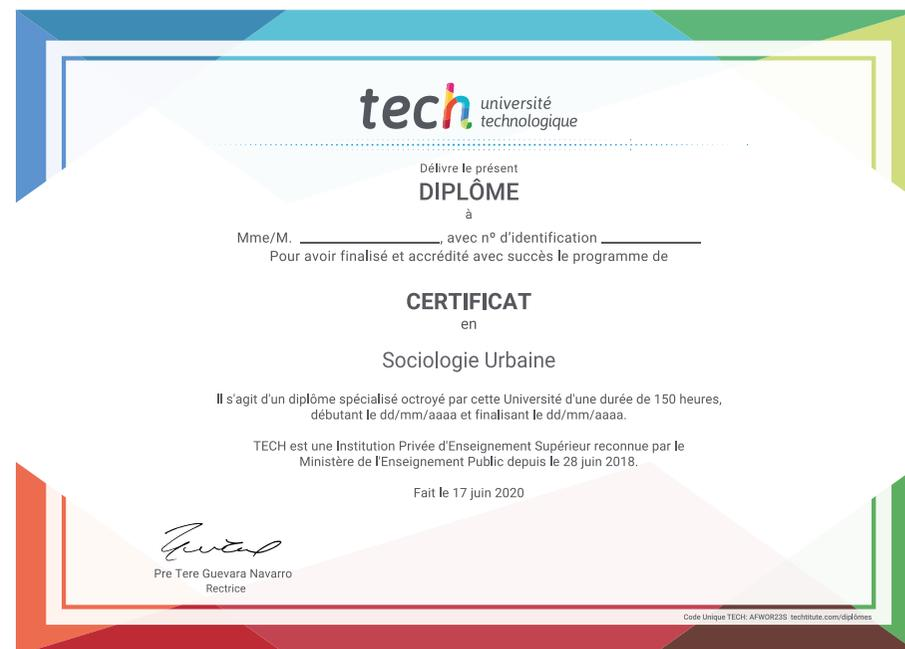 tech université
technologique
Délivre le présent
DIPLÔME
à
Mme/M. ____________________, avec nº d'identification ______________
Pour avoir finalisé et accrédité avec succès le programme de
CERTIFICAT
en
Sociologie Urbaine
Il s'agit d'un diplôme spécialisé octroyé par cette Université d'une durée de 150 heures,
débutant le dd/mm/aaaa et finalisant le dd/mm/aaaa.
TECH est une Institution Privée d'Enseignement Supérieur reconnue par le
Ministère de l'Enseignement Public depuis le 28 juin 2018.
Fait le 17 juin 2020
Pre Tere Guevara Navarro
Rectrice
Code Unique TECH: AFWOR23S techtitute.com/diplômes